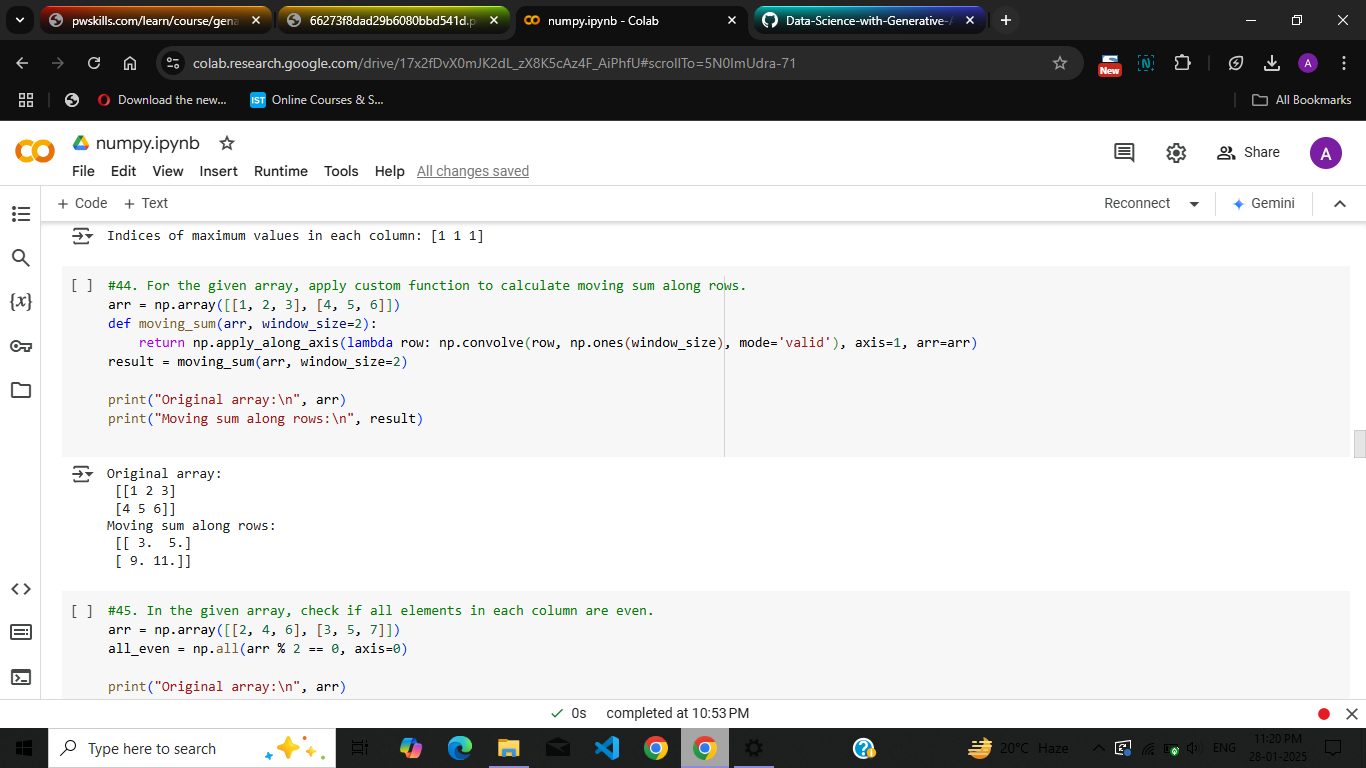 pwskills.com/learn/course/gena
66273f8dad29b6080bbd541d.p
numpy.ipynb - Colab
Data-Science-with-Generative-
colab.research.google.com/drive/17x2fDvX0mJK2dL_zX8K5cAz4F_AiPhfU#scrollTo=5N0ImUdra-71
New
N
A
Download the new...
IST
Online Courses & S...
All Bookmarks
numpy.ipynb
File Edit View Insert Runtime Tools Help All changes saved
Share
A
+ Code + Text
Reconnect
Gemini
Indices of maximum values in each column: [1 1 1]
[ ] #44. For the given array, apply custom function to calculate moving sum along rows.
arr = np.array([[1, 2, 3], [4, 5, 6]])
def moving_sum(arr, window_size=2):
    return np.apply_along_axis(lambda row: np.convolve(row, np.ones(window_size), mode='valid'), axis=1, arr=arr)
result = moving_sum(arr, window_size=2)
print("Original array:\n", arr)
print("Moving sum along rows:\n", result)
Original array:
 [[1 2 3]
 [4 5 6]]
Moving sum along rows:
 [[ 3.  5.]
 [ 9. 11.]]
[ ] #45. In the given array, check if all elements in each column are even.
arr = np.array([[2, 4, 6], [3, 5, 7]])
all_even = np.all(arr % 2 == 0, axis=0)
print("Original array:\n", arr)
0s completed at 10:53 PM
Type here to search
20°C Haze
ENG
11:20 PM
28-01-2025